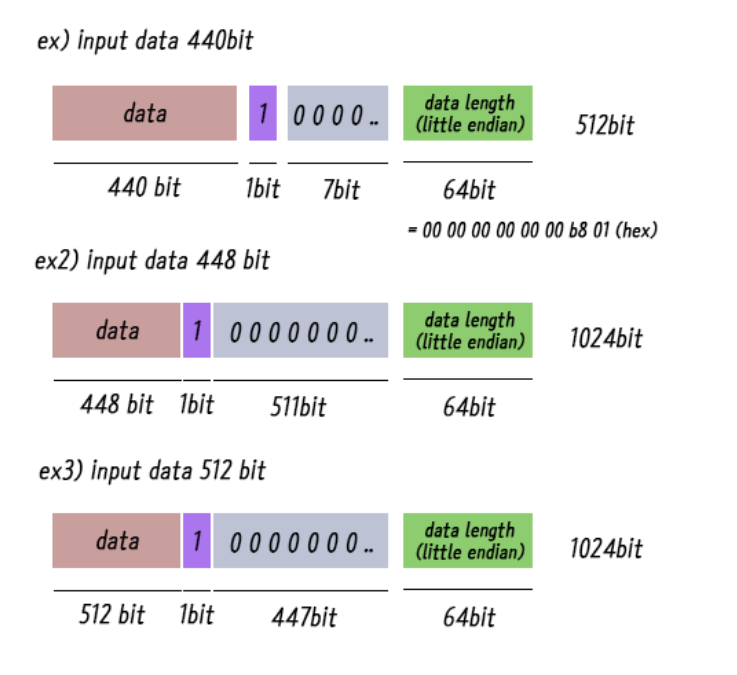 ex) input data 440bit
data 1 0 0 0 0 .. data length
(little endian) 512bit
440 bit 1bit 7bit 64bit
= 00 00 00 00 00 00 b8 01 (hex)
ex2) input data 448 bit
data 1 0 0 0 0 0 0 0 .. data length
(little endian) 1024bit
448 bit 1bit 511bit 64bit
ex3) input data 512 bit
data 1 0 0 0 0 0 0 0 .. data length
(little endian) 1024bit
512 bit 1bit 447bit 64bit